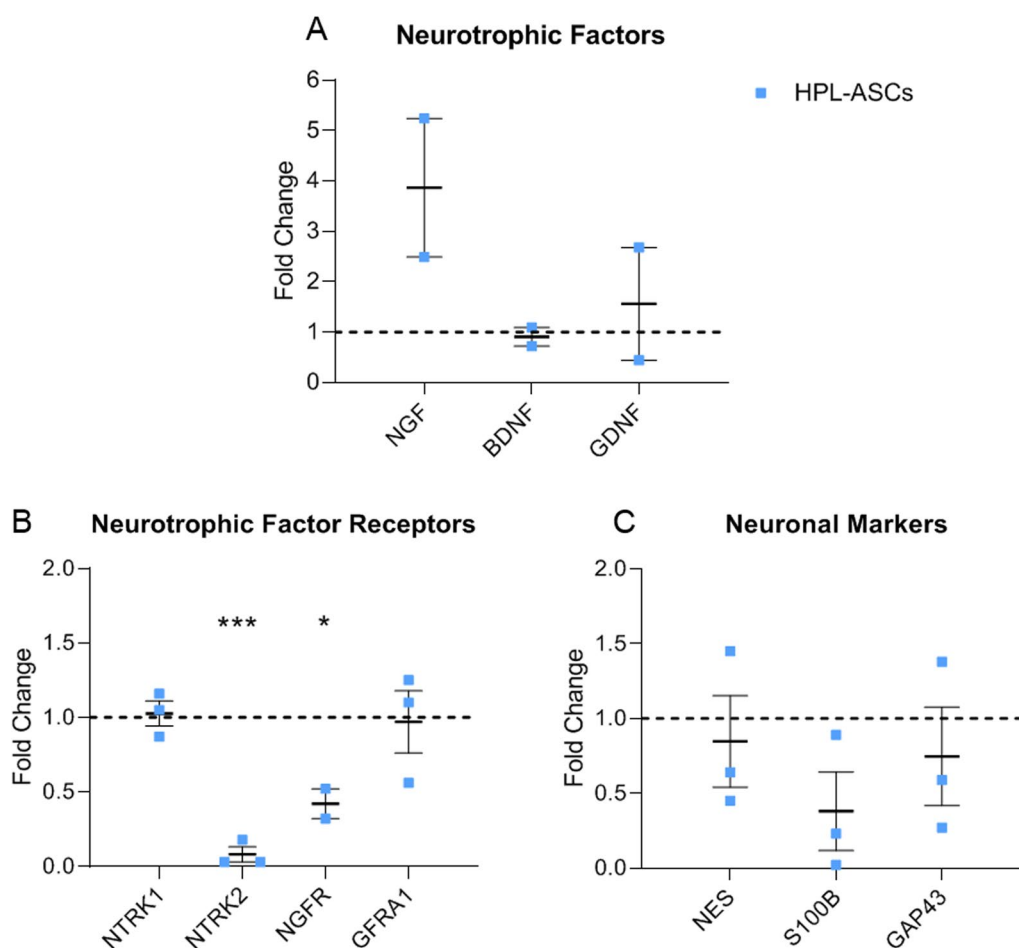 A Neurotrophic Factors
HPL-ASCs
Fold Change
6
5
4
3
2
1
0
NGF
BDNF
GDNF
B Neurotrophic Factor Receptors
Fold Change
2.0
1.5
1.0
0.5
0.0
***
*
NTRK1
NTRK2
NGFR
GFRA1
C Neuronal Markers
Fold Change
2.0
1.5
1.0
0.5
0.0
NES
S100B
GAP43